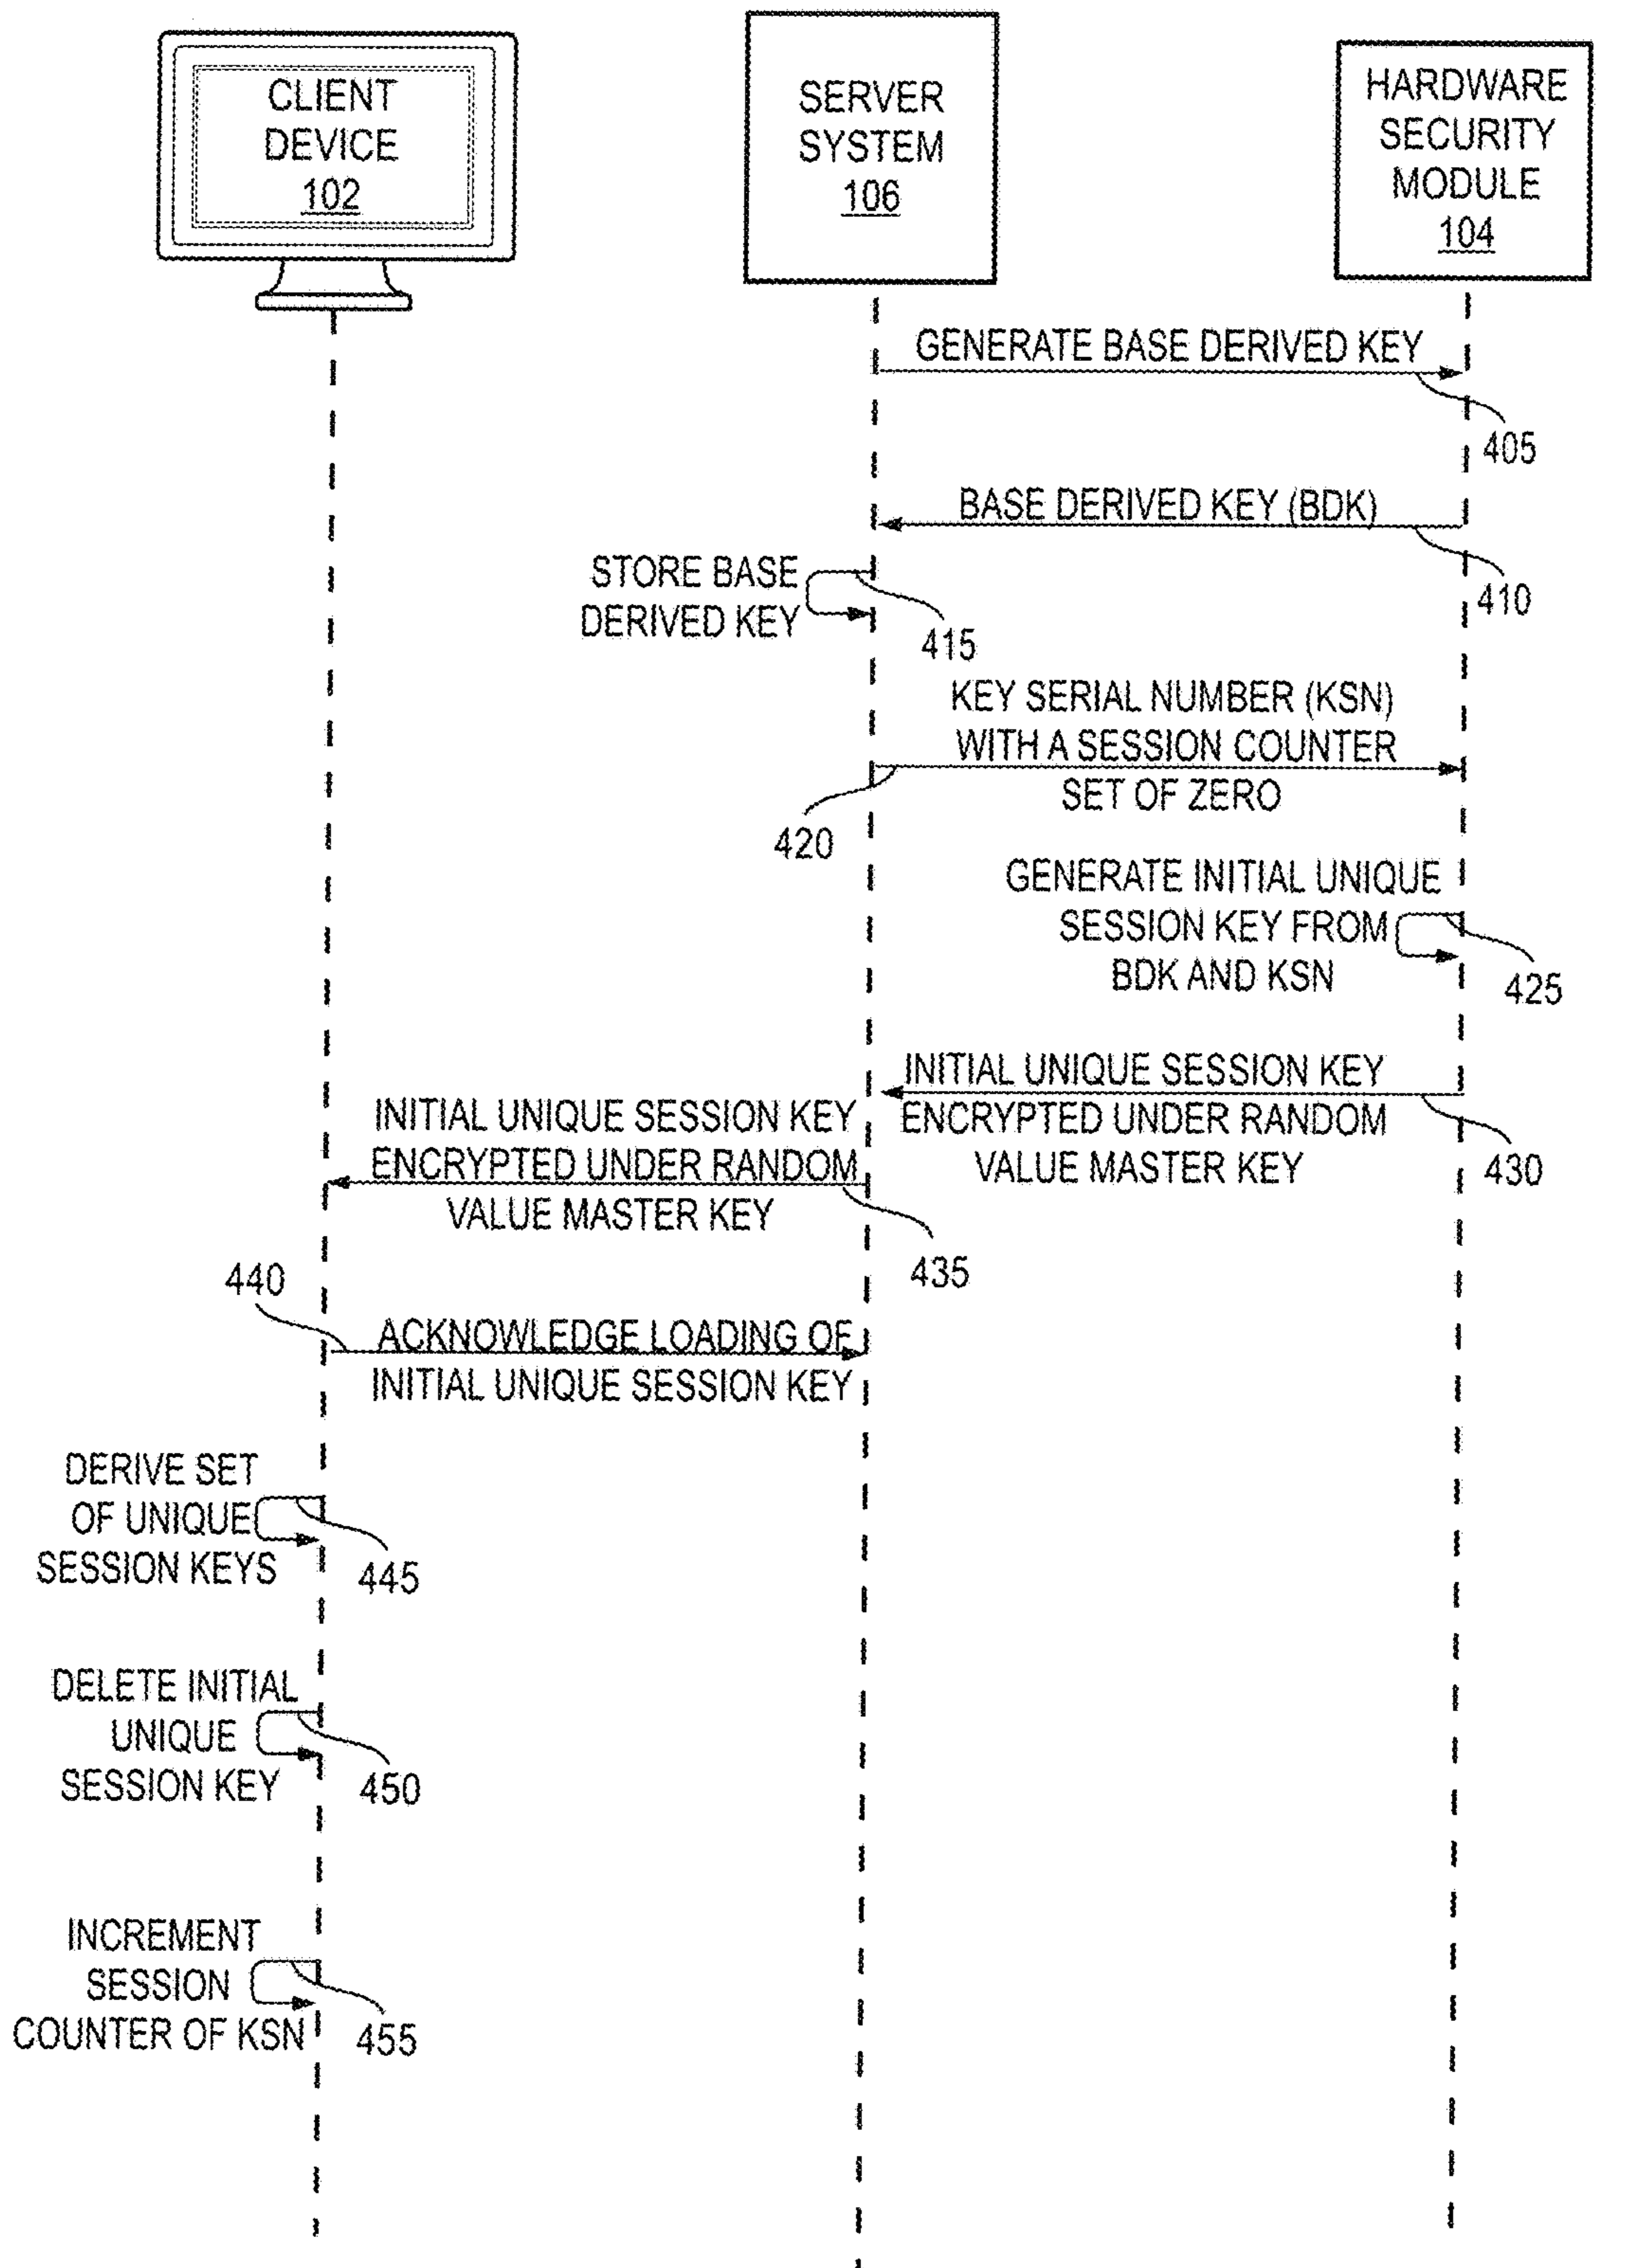 CLIENT
DEVICE
102
SERVER
SYSTEM
106
HARDWARE
SECURITY
MODULE
104
GENERATE BASE DERIVED KEY
405
BASE DERIVED KEY (BDK)
410
STORE BASE
DERIVED KEY
415
KEY SERIAL NUMBER (KSN)
WITH A SESSION COUNTER
SET OF ZERO
420
GENERATE INITIAL UNIQUE
SESSION KEY FROM
BDK AND KSN
425
INITIAL UNIQUE SESSION KEY
ENCRYPTED UNDER RANDOM
VALUE MASTER KEY
430
INITIAL UNIQUE SESSION KEY
ENCRYPTED UNDER RANDOM
VALUE MASTER KEY
435
440
ACKNOWLEDGE LOADING OF
INITIAL UNIQUE SESSION KEY
DERIVE SET
OF UNIQUE
SESSION KEYS
445
DELETE INITIAL
UNIQUE
SESSION KEY
450
INCREMENT
SESSION
COUNTER OF KSN
455